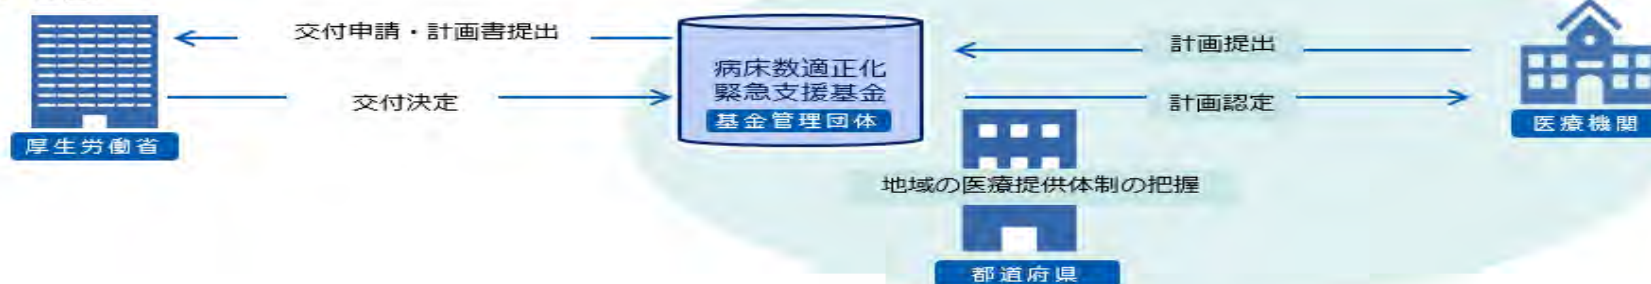 交付申請・計画書提出
交付決定
厚生労働省
病床数適正化
緊急支援基金
基金管理団体
計画提出
計画認定
医療機関
地域の医療提供体制の把握
都道府県